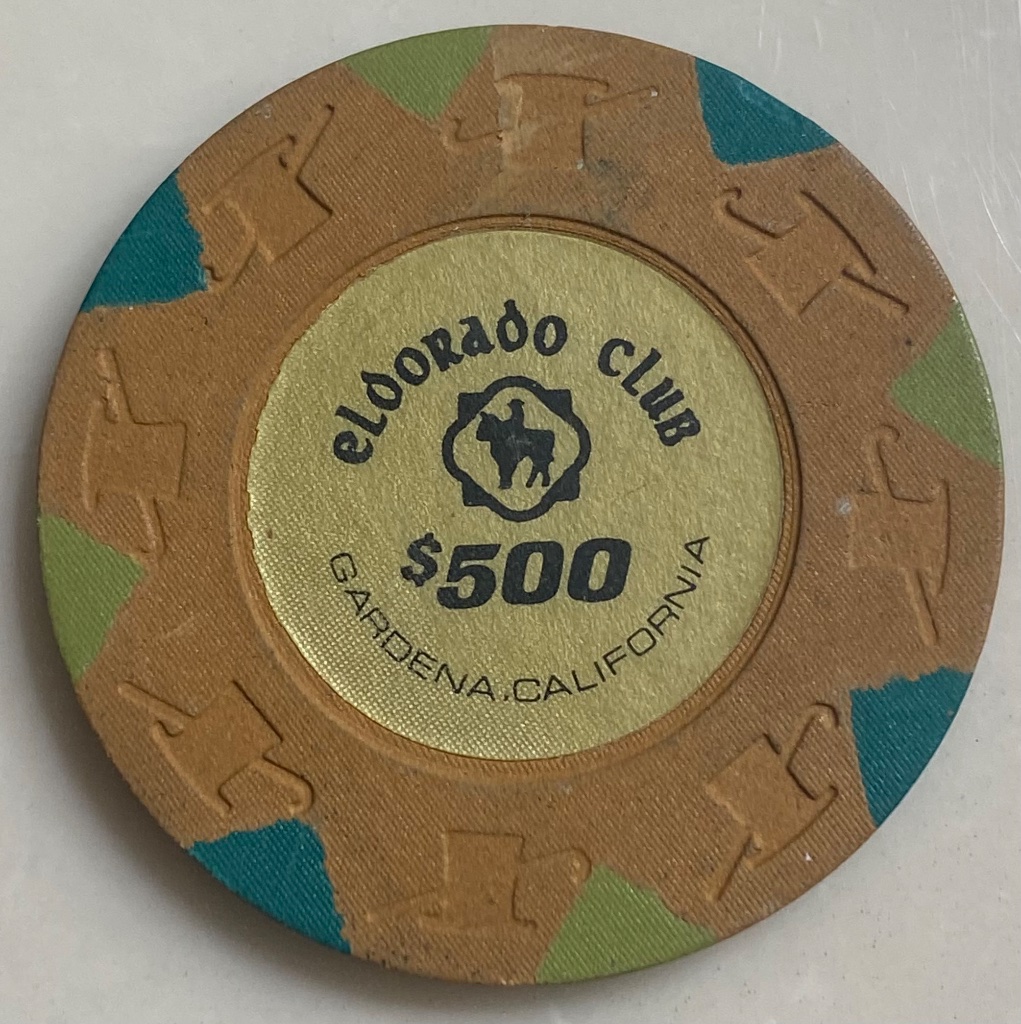 elDORaDO CLUB
$500
GARDENA, CALIFORNIA